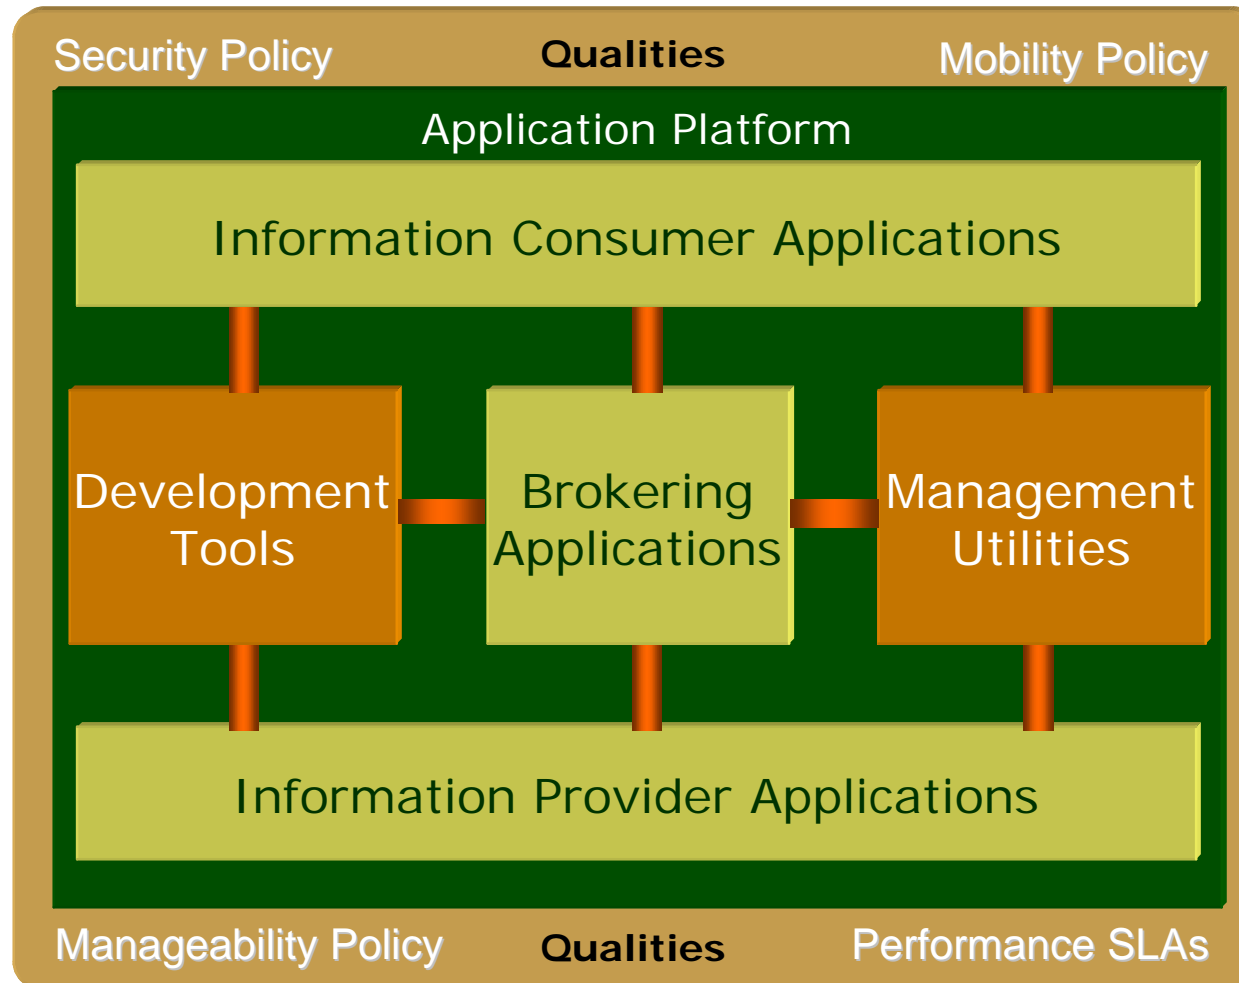 Security Policy
Qualities
Mobility Policy
Application Platform
Information Consumer Applications
Development
Tools
Brokering
Applications
Management
Utilities
Information Provider Applications
Manageability Policy
Qualities
Performance SLAs